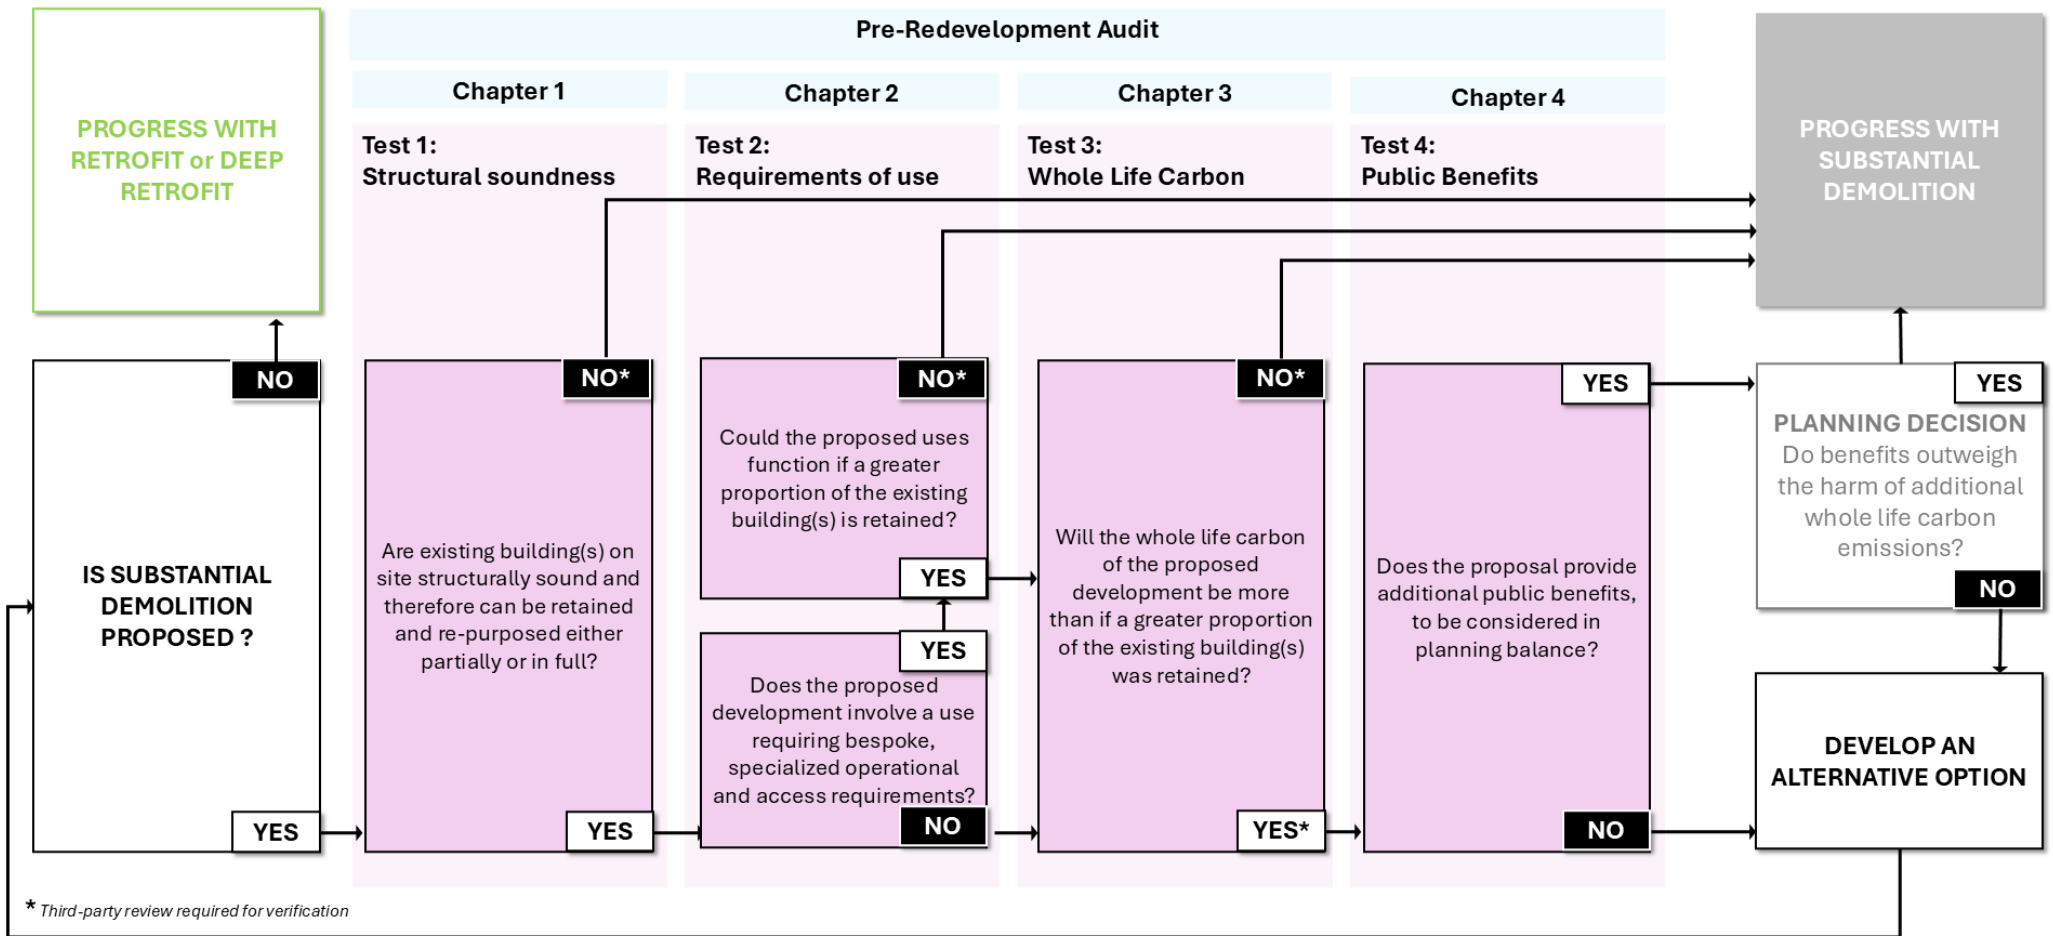 Pre-Redevelopment Audit
PROGRESS WITH
RETROFIT or DEEP
RETROFIT
Chapter 1
Chapter 2
Chapter 3
Chapter 4
Test 1:
Structural soundness
Test 2:
Requirements of use
Test 3:
Whole Life Carbon
Test 4:
Public Benefits
PROGRESS WITH
SUBSTANTIAL
DEMOLITION
NO
IS SUBSTANTIAL
DEMOLITION
PROPOSED ?
YES
NO*
Are existing building(s) on
site structurally sound and
therefore can be retained
and re-purposed either
partially or in full?
YES
NO*
Could the proposed uses
function if a greater
proportion of the existing
building(s) is retained?
YES
YES
Does the proposed
development involve a use
requiring bespoke,
specialized operational
and access requirements?
NO
NO*
Will the whole life carbon
of the proposed
development be more
than if a greater proportion
of the existing building(s)
was retained?
YES*
YES
Does the proposal provide
additional public benefits,
to be considered in
planning balance?
NO
YES
PLANNING DECISION
Do benefits outweigh
the harm of additional
whole life carbon
emissions?
NO
DEVELOP AN
ALTERNATIVE OPTION
* Third-party review required for verification